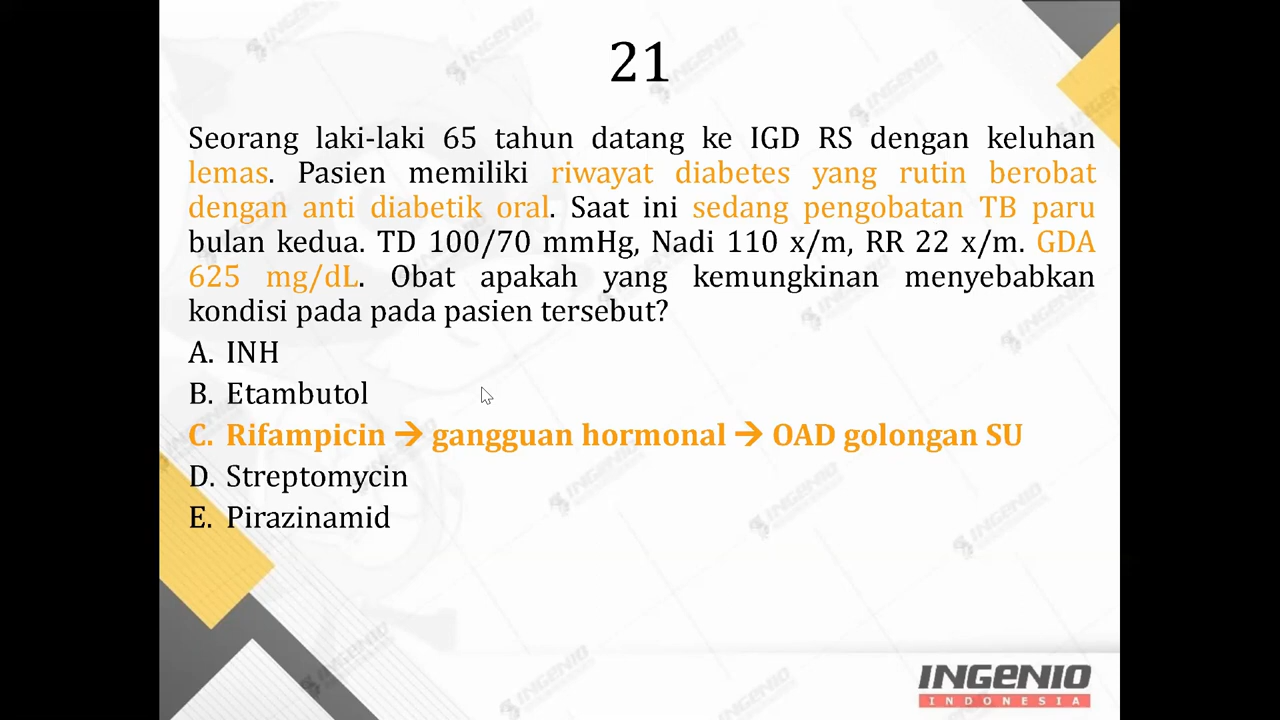 21
Seorang laki-laki 65 tahun datang ke IGD RS dengan keluhan
lemas. Pasien memiliki riwayat diabetes yang rutin berobat
dengan anti diabetik oral. Saat ini sedang pengobatan TB paru
bulan kedua. TD 100/70 mmHg, Nadi 110 x/m, RR 22 x/m. GDA
625 mg/dL. Obat apakah yang kemungkinan menyebabkan
kondisi pada pada pasien tersebut?
A. INH
B. Etambutol
C. Rifampicin → gangguan hormonal → OAD golongan SU
D. Streptomycin
E. Pirazinamid
INGENIO
INDONESIA